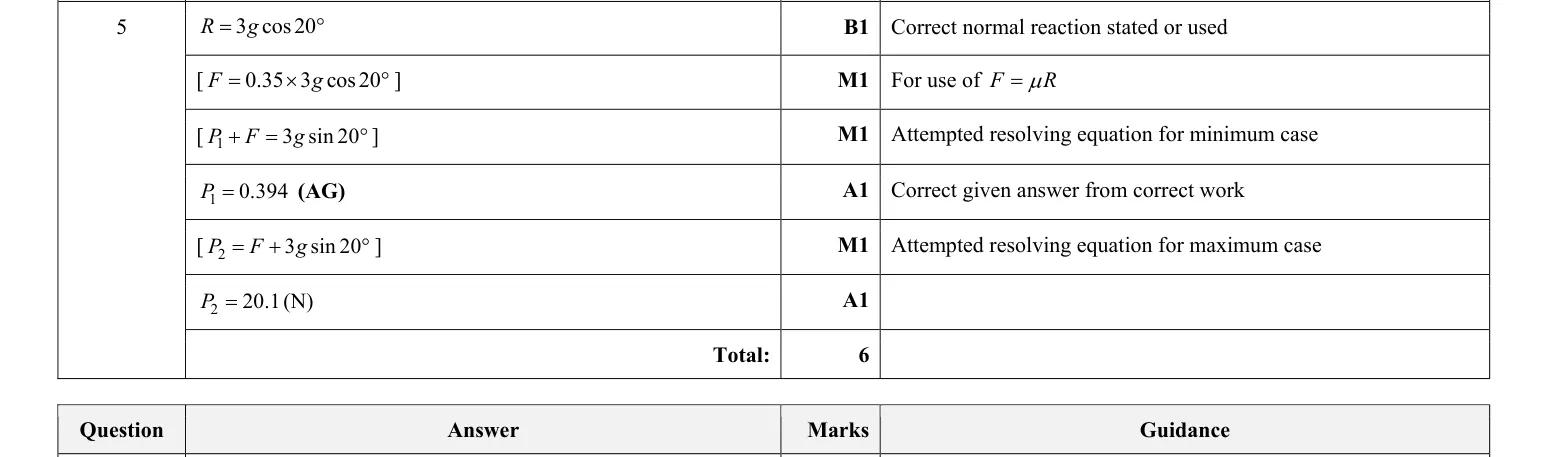 5 R = 3g cos 20° B1 Correct normal reaction stated or used
[ F = 0.35 × 3g cos 20° ] M1 For use of F = μR
[ P₁ + F = 3g sin 20° ] M1 Attempted resolving equation for minimum case
P₁ = 0.394 (AG) A1 Correct given answer from correct work
[ P₂ = F + 3g sin 20° ] M1 Attempted resolving equation for maximum case
P₂ = 20.1 (N) A1
Total: 6
Question Answer Marks Guidance